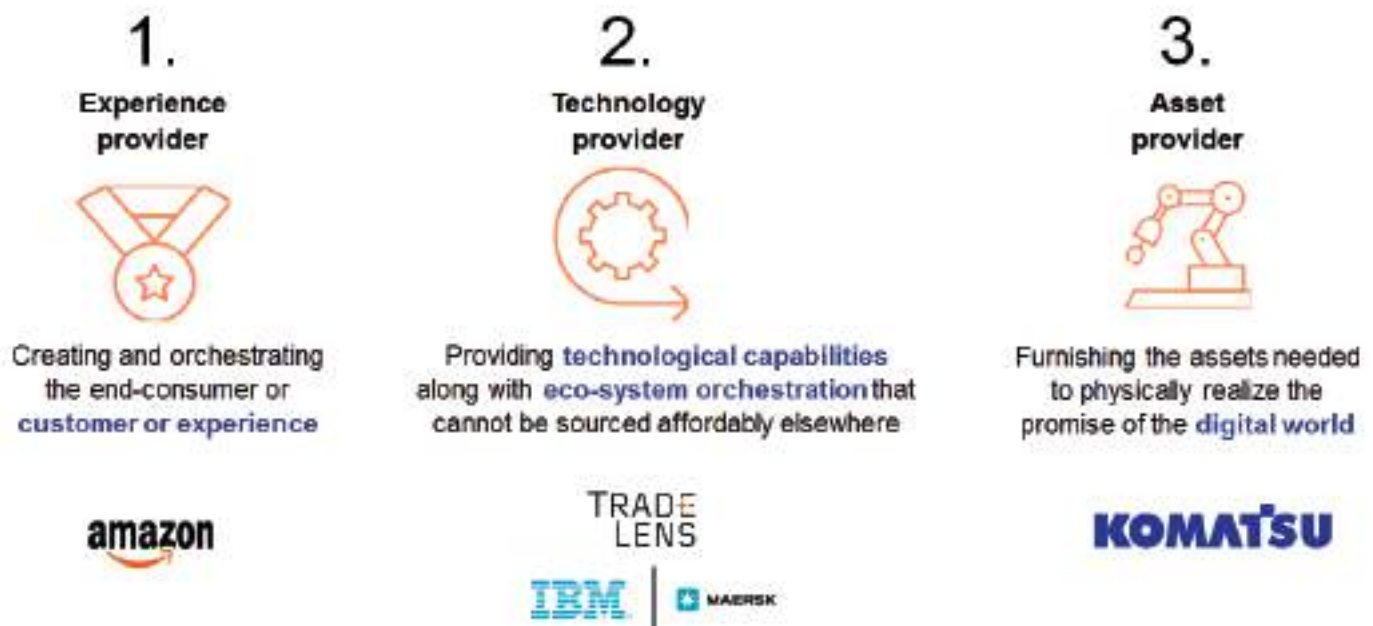 1.
Experience
provider
Creating and orchestrating
the end-consumer or
customer or experience
amazon
2.
Technology
provider
Providing technological capabilities
along with eco-system orchestration that
cannot be sourced affordably elsewhere
TRADE
LENS
IBM
MAERSK
3.
Asset
provider
Furnishing the assets needed
to physically realize the
promise of the digital world
KOMATSU